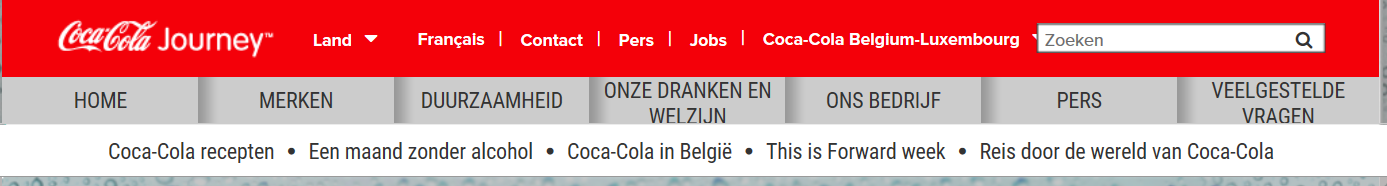 Coca-Cola Journey™ Land Français | Contact | Pers | Jobs | Coca-Cola Belgium-Luxembourg Zoeken
HOME MERKEN DUURZAAMHEID ONZE DRANKEN EN WELZIJN ONS BEDRIJF PERS VEELGESTELDE VRAGEN
Coca-Cola recepten • Een maand zonder alcohol • Coca-Cola in België • This is Forward week • Reis door de wereld van Coca-Cola